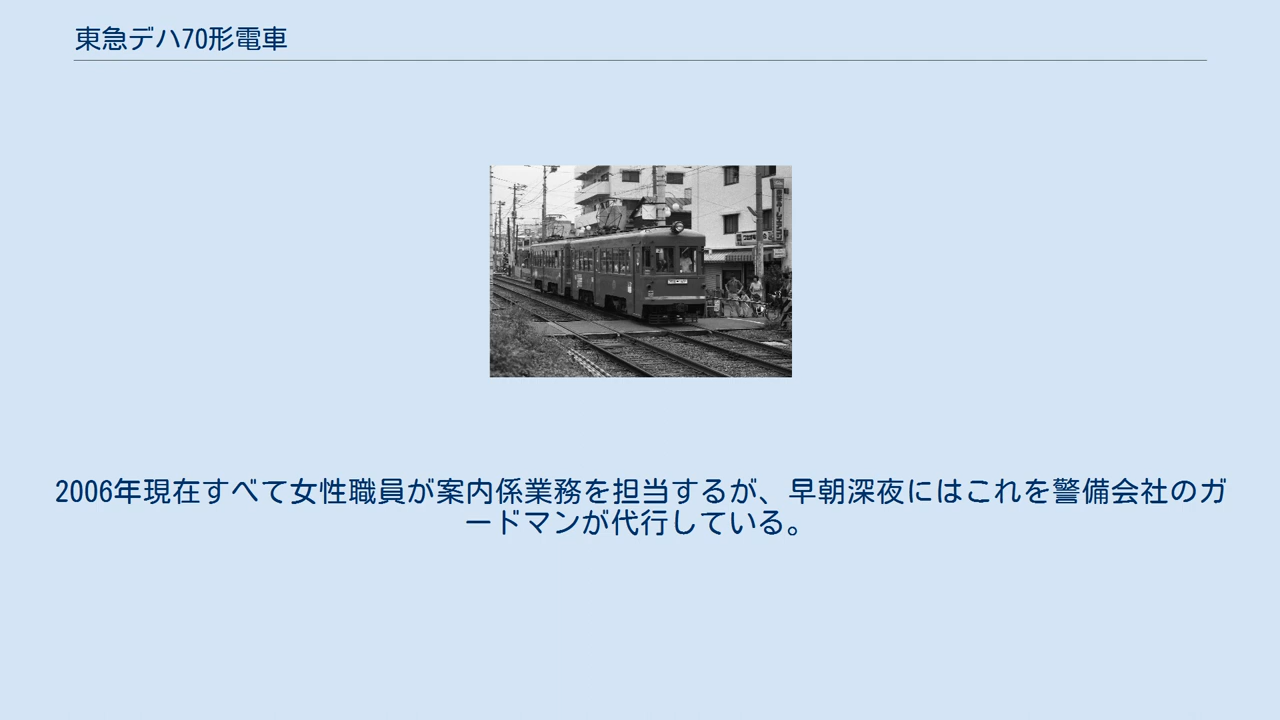 東急デハ70形電車
2006年現在すべて女性職員が案内係業務を担当するが、早朝深夜にはこれを警備会社のガ
ードマンが代行している。